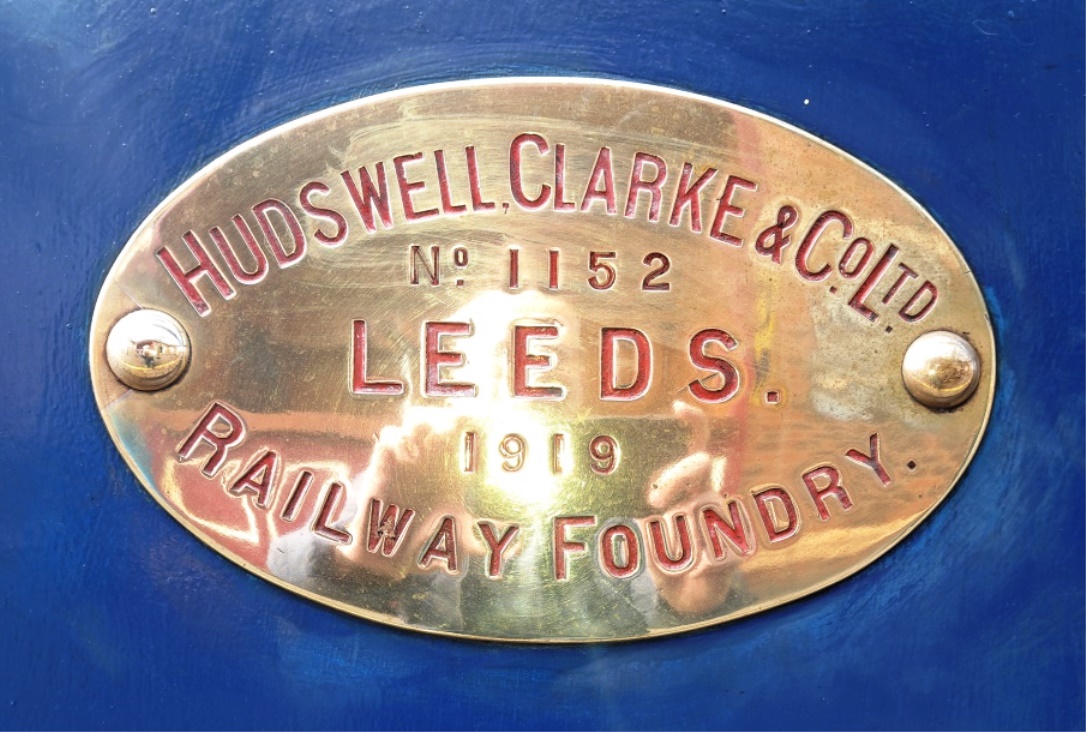 HUDSWELL, CLARKE & CO. LTD
No. 1152
LEEDS.
1919
RAILWAY FOUNDRY.